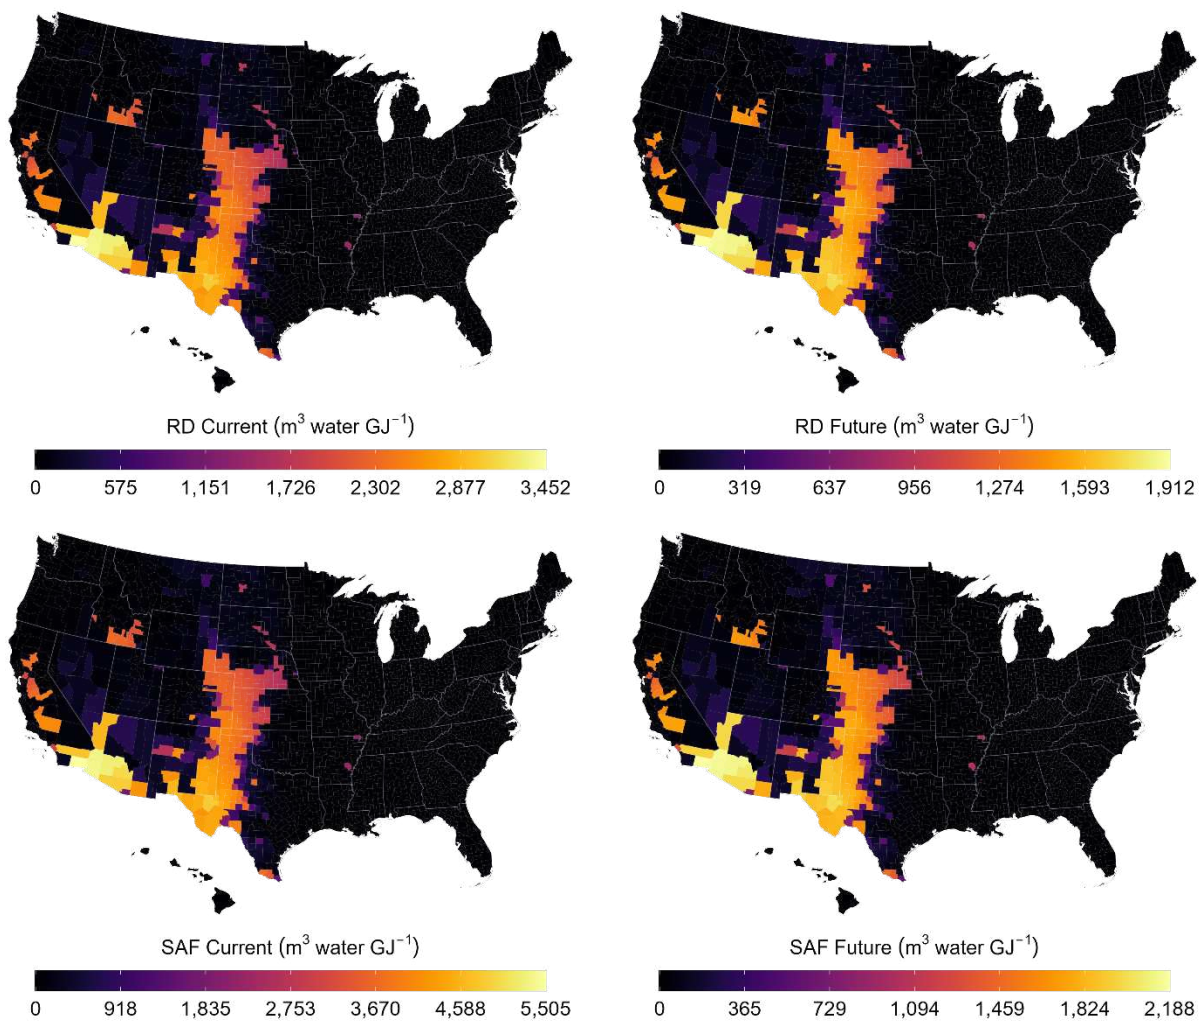 RD Current (m³ water GJ⁻¹)
0 575 1,151 1,726 2,302 2,877 3,452
RD Future (m³ water GJ⁻¹)
0 319 637 956 1,274 1,593 1,912
SAF Current (m³ water GJ⁻¹)
0 918 1,835 2,753 3,670 4,588 5,505
SAF Future (m³ water GJ⁻¹)
0 365 729 1,094 1,459 1,824 2,188